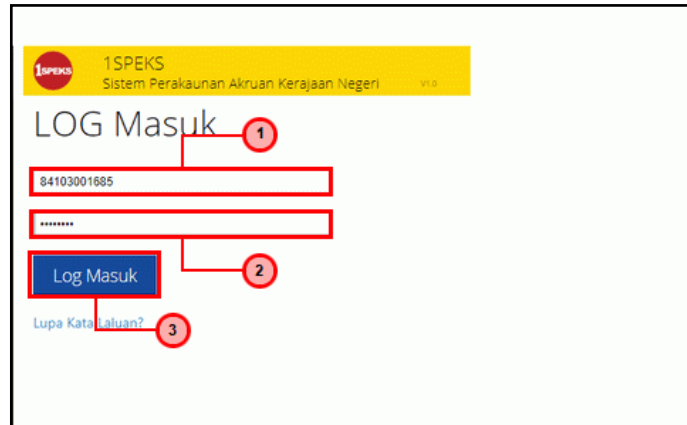 1SPEKS
1SPEKS
Sistem Perakaunan Akruan Kerajaan Negeri V1.0
LOG Masuk
1
84103001685
••••••••
2
Log Masuk
Lupa Kata Laluan?
3